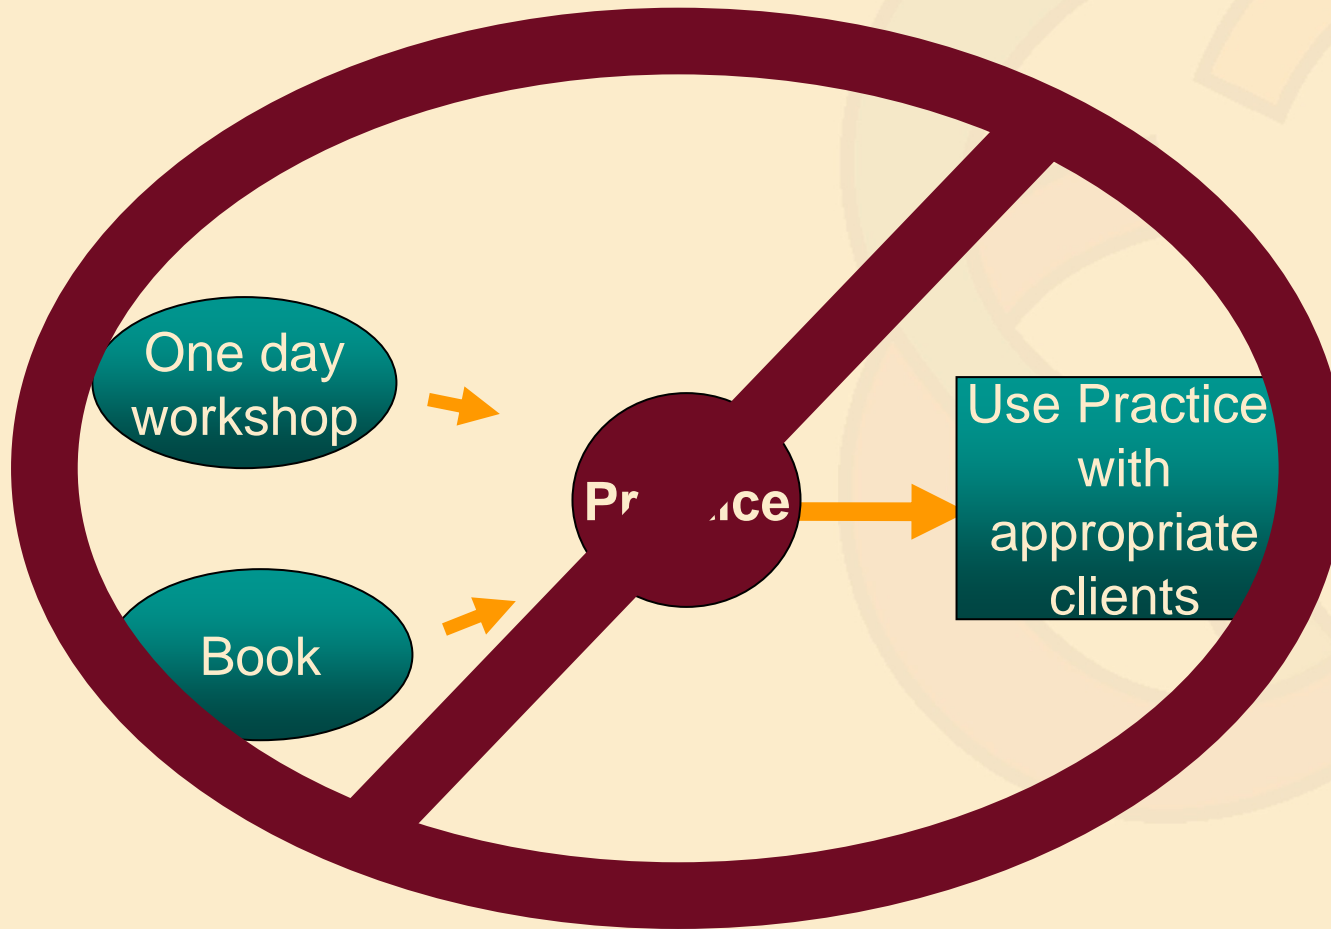 One day
workshop
Use Practice
with
appropriate
clients
Book